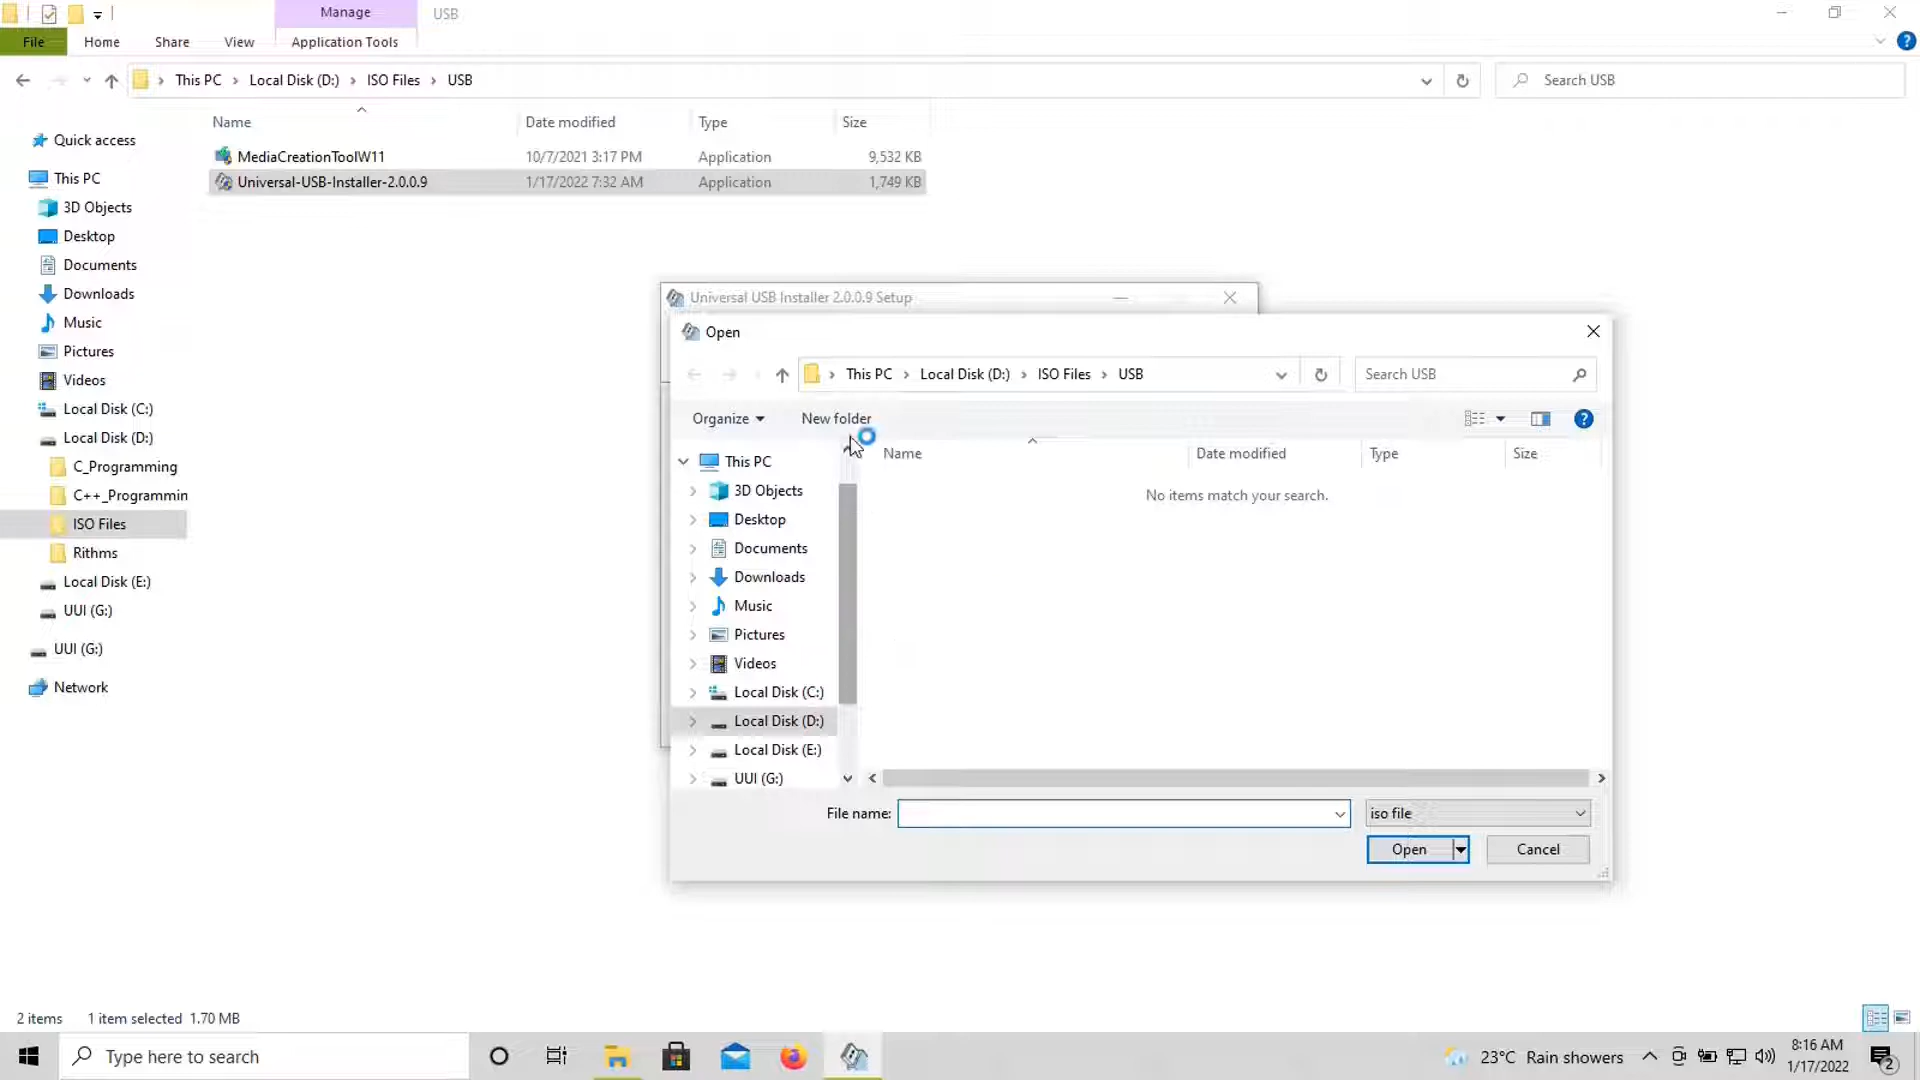 Manage
USB
File
Home
Share
View
Application Tools
This PC
Local Disk (D:)
ISO Files
USB
Search USB
Name
Date modified
Type
Size
MediaCreationToolW11
10/7/2021 3:17 PM
Application
9,532 KB
Universal-USB-Installer-2.0.0.9
1/17/2022 7:32 AM
Application
1,749 KB
Quick access
This PC
3D Objects
Desktop
Documents
Downloads
Music
Pictures
Videos
Local Disk (C:)
Local Disk (D:)
C_Programming
C++_Programmin
ISO Files
Rithms
Local Disk (E:)
UUI (G:)
UUI (G:)
Network
Universal USB Installer 2.0.0.9 Setup
Open
This PC
Local Disk (D:)
ISO Files
USB
Search USB
Organize
New folder
Name
Date modified
Type
Size
No items match your search.
This PC
3D Objects
Desktop
Documents
Downloads
Music
Pictures
Videos
Local Disk (C:)
Local Disk (D:)
Local Disk (E:)
UUI (G:)
File name:
iso file
Open
Cancel
2 items
1 item selected 1.70 MB
Type here to search
23°C Rain showers
8:16 AM
1/17/2022
2